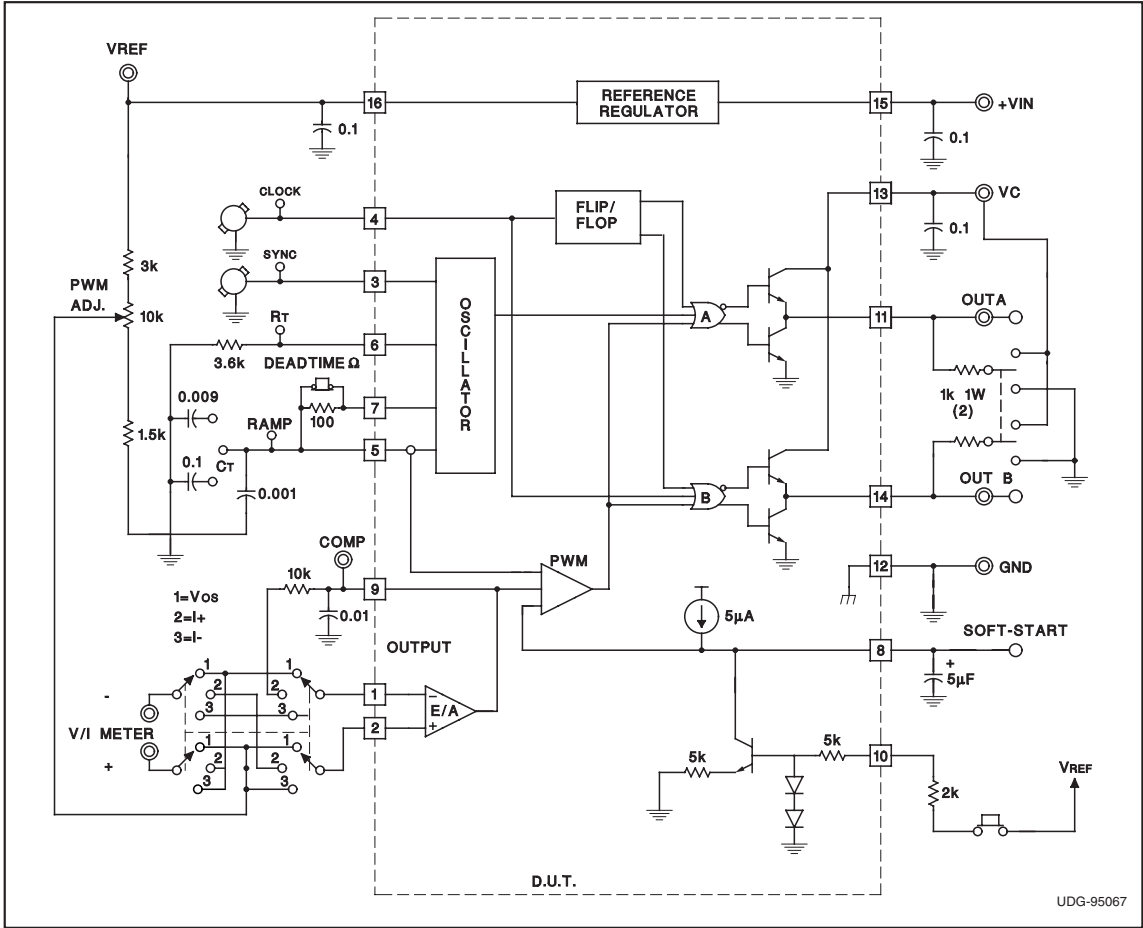 VREF
16
REFERENCE
REGULATOR
15
+VIN
0.1
0.1
CLOCK
4
FLIP/
FLOP
13
VC
0.1
SYNC
3
3k
PWM
ADJ.
10k
OSCILLATOR
A
11
OUTA
RT
6
3.6k
DEADTIME Ω
0.009
7
100
1k 1W
(2)
RAMP
1.5k
5
CT
0.1
0.001
B
14
OUT B
COMP
10k
9
PWM
12
GND
1=VOS
2=I+
3=I-
0.01
5µA
SOFT-START
OUTPUT
8
+
5µF
1
1
-
2
2
1
–
3
3
E/A
V/I METER
2
+
1
1
+
2
2
3
3
5k
5k
10
VREF
2k
D.U.T.
UDG-95067